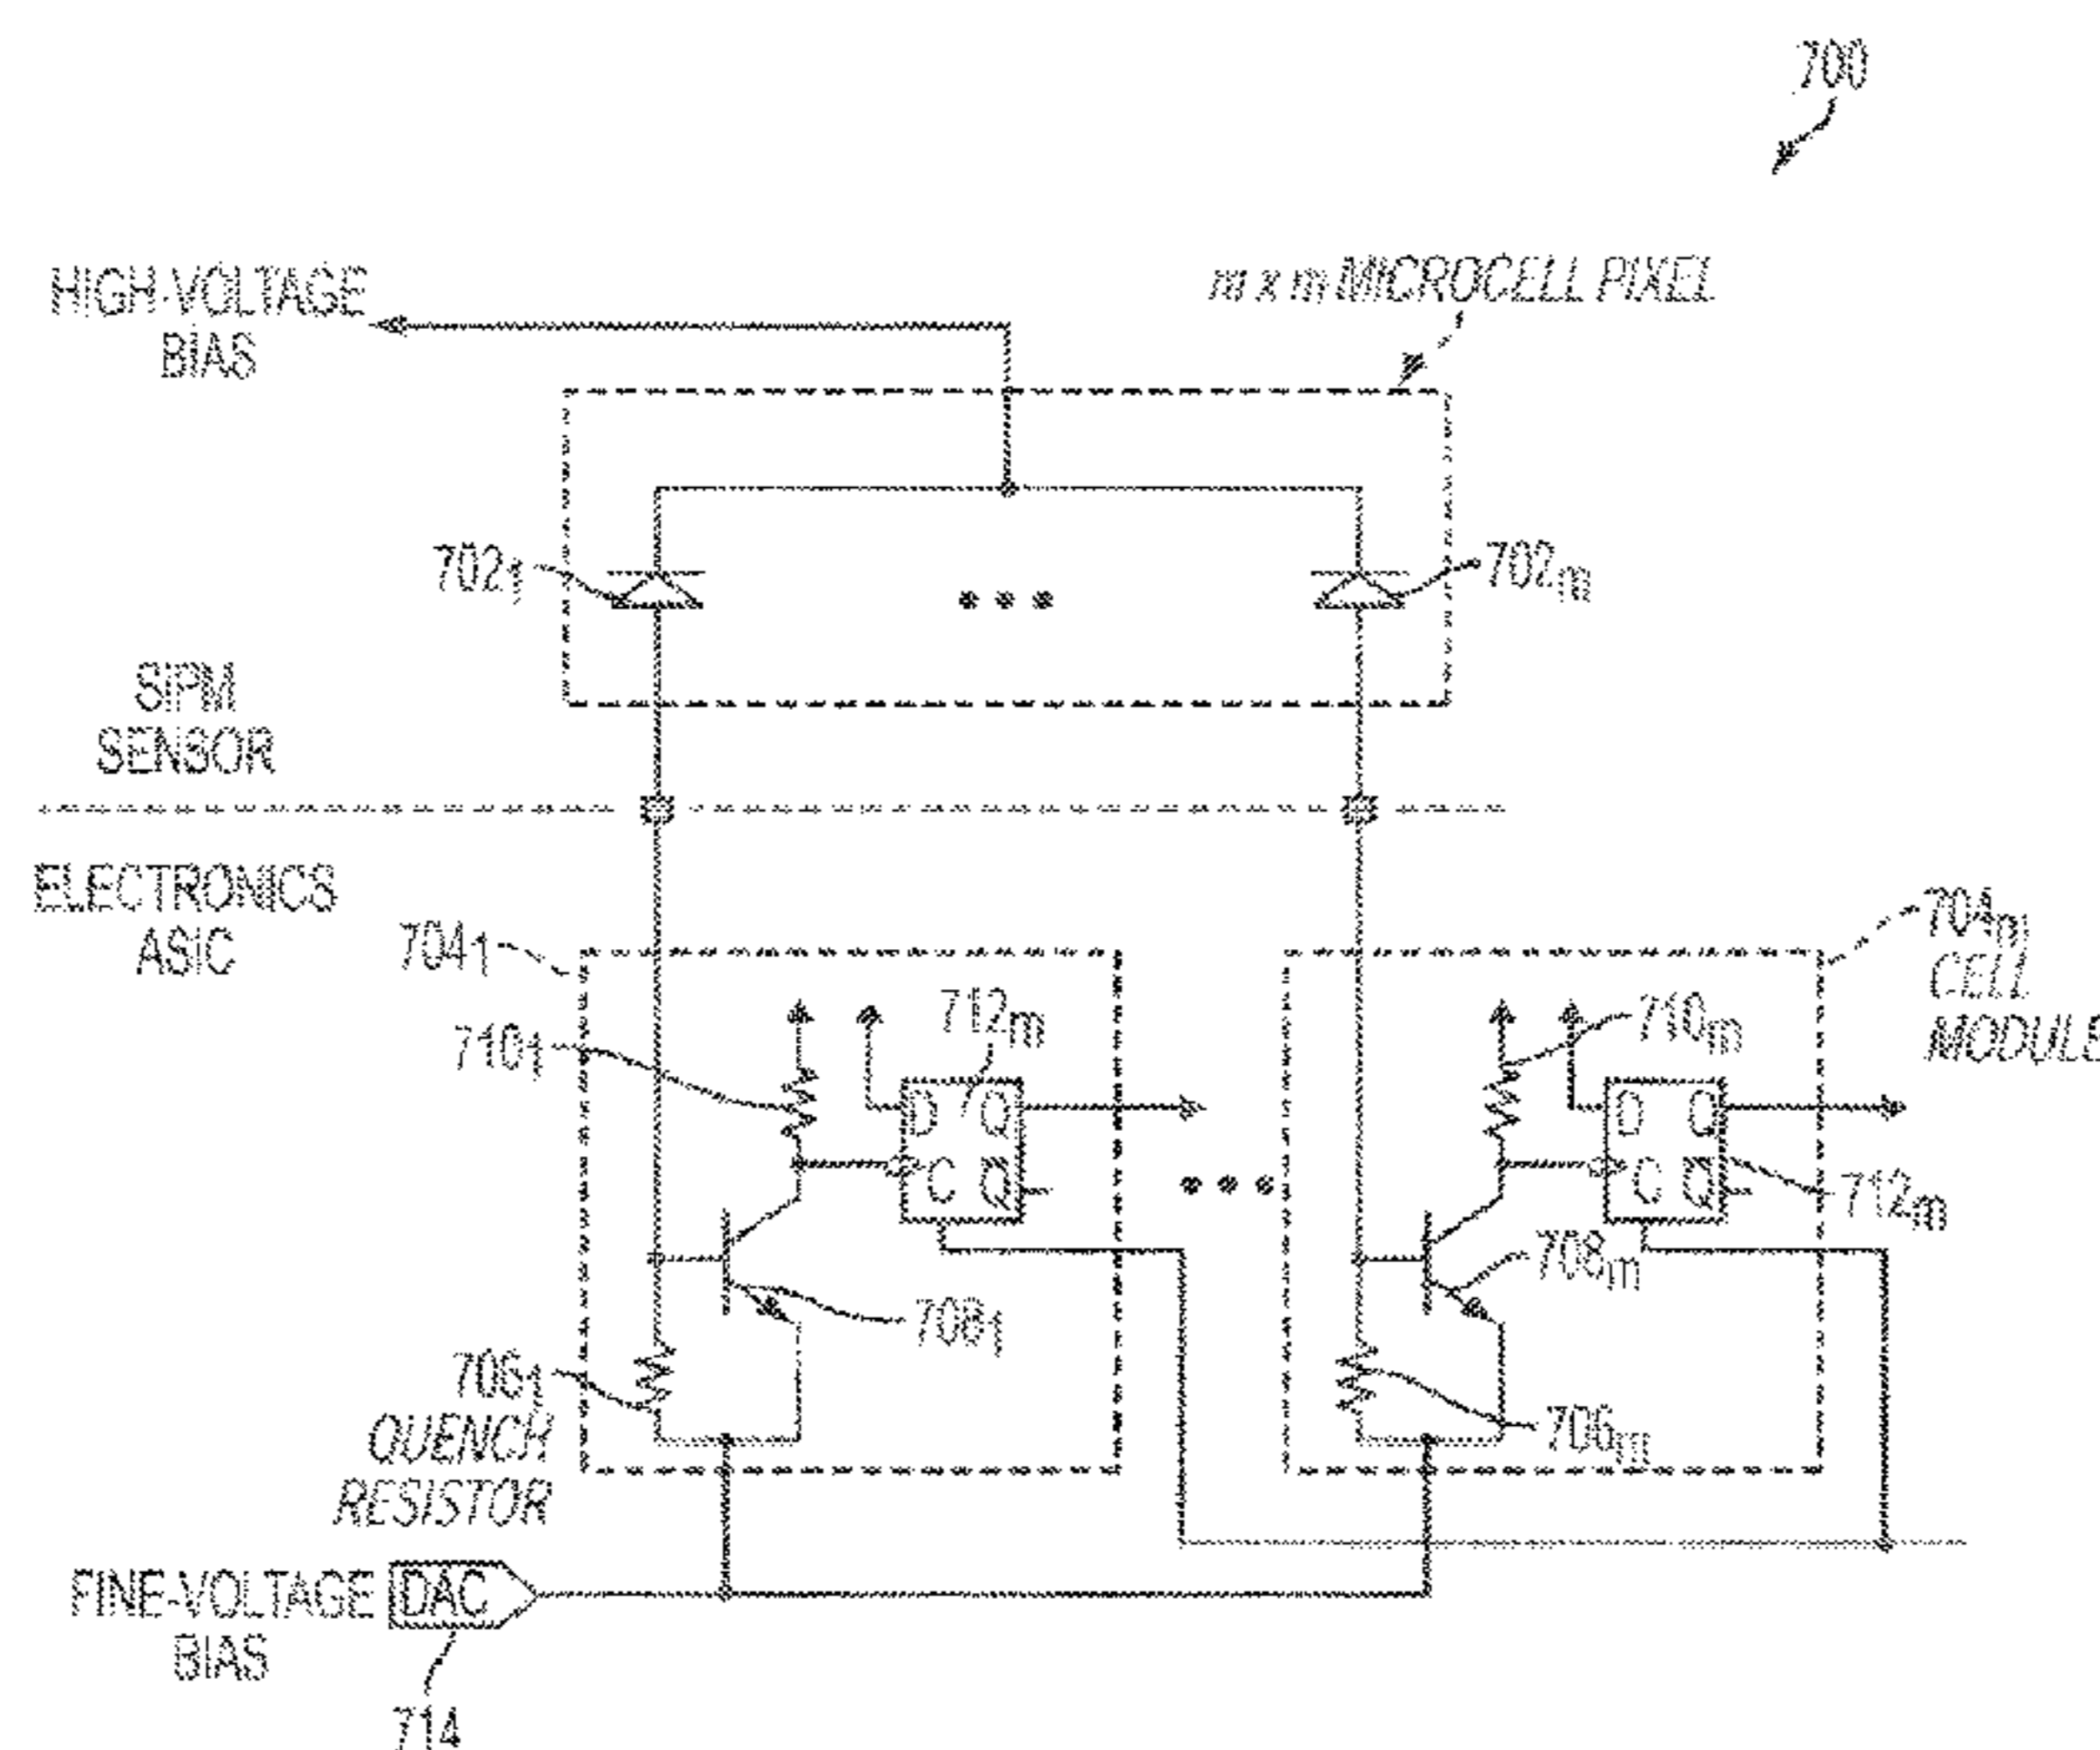 700
HIGH-VOLTAGE
BIAS
m x m MICROCELL PIXEL
702₁
702ₘ
SIPM
SENSOR
ELECTRONICS
ASIC
704₁
704ₘ
CELL
MODULE
712ₘ
710₁
710ₘ
D Q
C Q̅
D Q
C Q̅
712ₘ
708₁
708ₘ
706₁
QUENCH
RESISTOR
706ₘ
FINE-VOLTAGE
BIAS
DAC
714